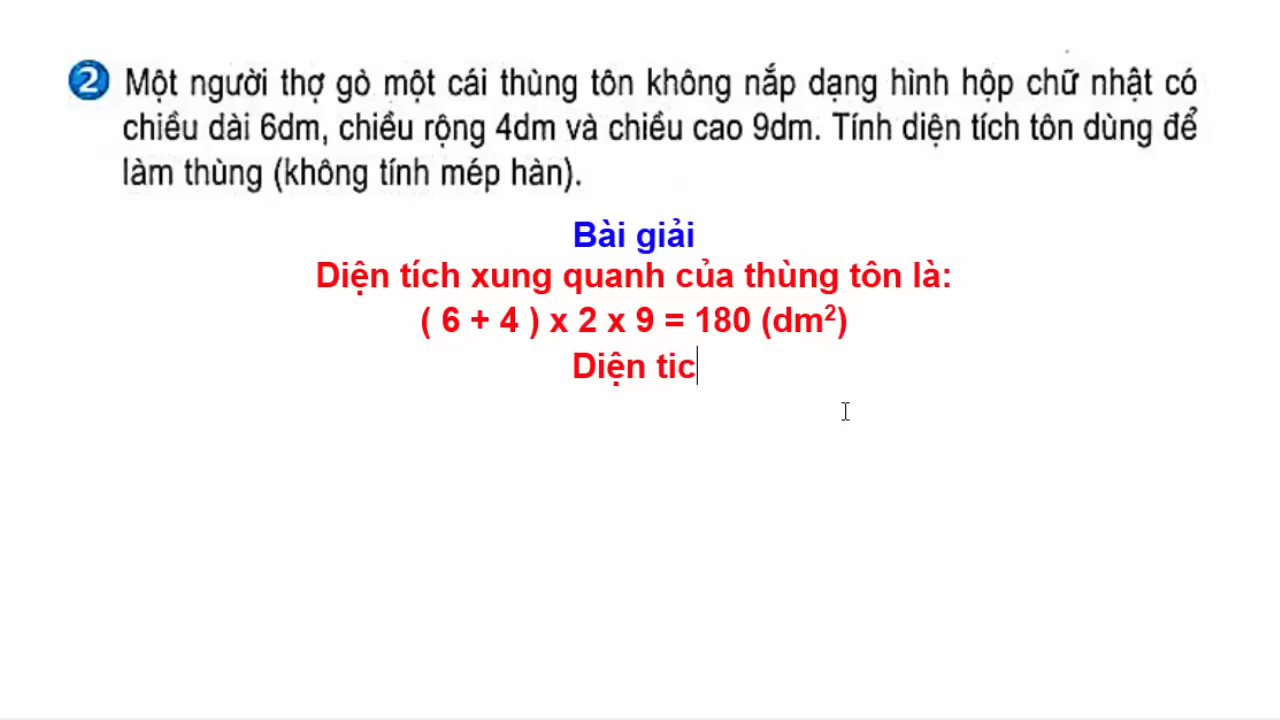 2 Một người thợ gò một cái thùng tôn không nắp dạng hình hộp chữ nhật có
chiều dài 6dm, chiều rộng 4dm và chiều cao 9dm. Tính diện tích tôn dùng để
làm thùng (không tính mép hàn).
Bài giải
Diện tích xung quanh của thùng tôn là:
( 6 + 4 ) x 2 x 9 = 180 (dm²)
Diện tic